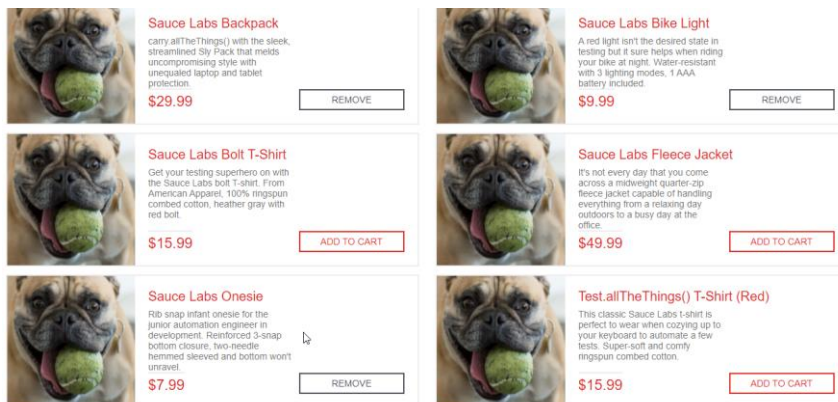 Sauce Labs Backpack
carry.allTheThings() with the sleek,
streamlined Sly Pack that melds
uncompromising style with
unequaled laptop and tablet
protection.
$29.99
REMOVE
Sauce Labs Bike Light
A red light isn't the desired state in
testing but it sure helps when riding
your bike at night. Water-resistant
with 3 lighting modes, 1 AAA
battery included.
$9.99
REMOVE
Sauce Labs Bolt T-Shirt
Get your testing superhero on with
the Sauce Labs bolt T-shirt. From
American Apparel, 100% ringspun
combed cotton, heather gray with
red bolt.
$15.99
ADD TO CART
Sauce Labs Fleece Jacket
It's not every day that you come
across a midweight quarter-zip
fleece jacket capable of handling
everything from a relaxing day
outdoors to a busy day at the
office.
$49.99
ADD TO CART
Sauce Labs Onesie
Rib snap infant onesie for the
junior automation engineer in
development. Reinforced 3-snap
bottom closure, two-needle
hemmed sleeved and bottom won't
unravel.
$7.99
REMOVE
Test.allTheThings() T-Shirt (Red)
This classic Sauce Labs t-shirt is
perfect to wear when cozying up to
your keyboard to automate a few
tests. Super-soft and comfy
ringspun combed cotton.
$15.99
ADD TO CART